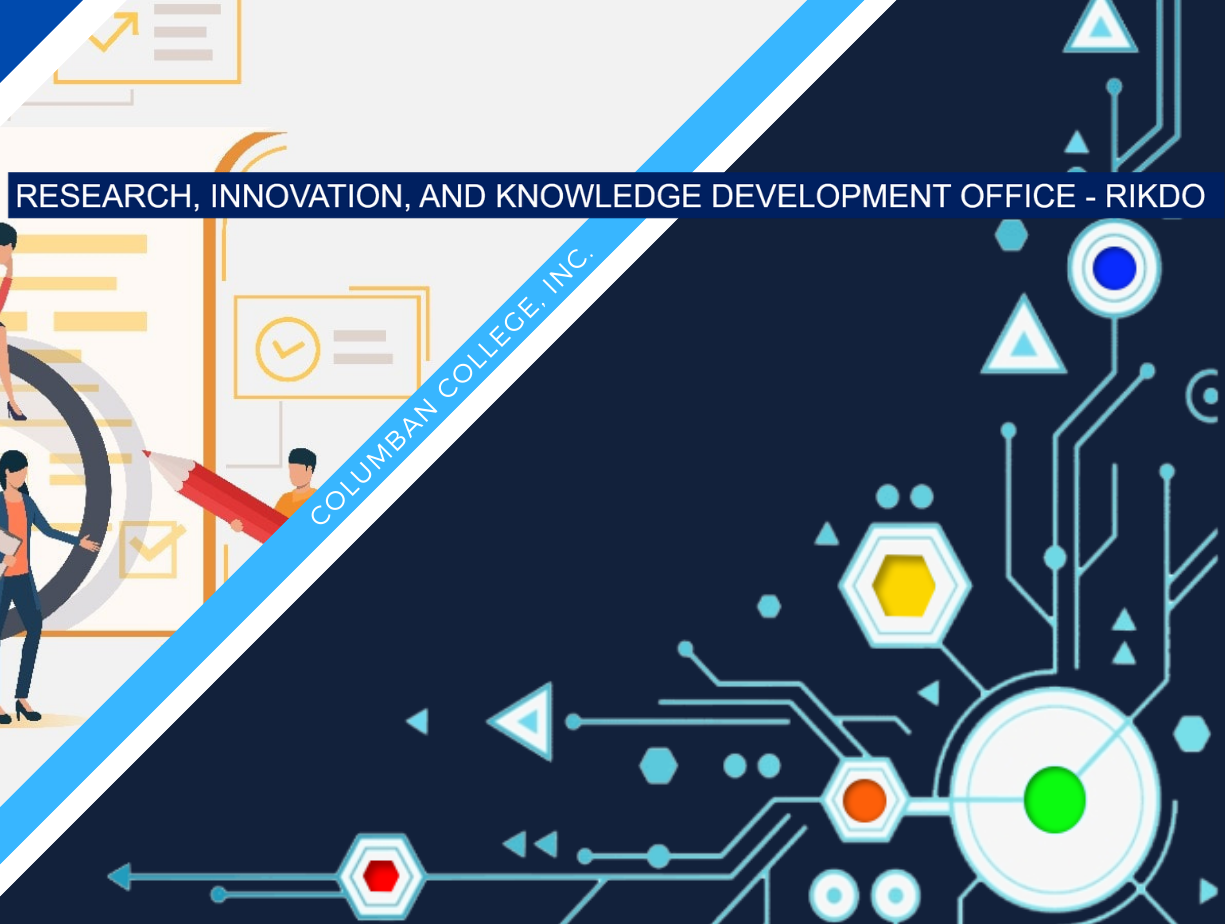 RESEARCH, INNOVATION, AND KNOWLEDGE DEVELOPMENT OFFICE - RIKDO
COLUMBAN COLLEGE, INC.